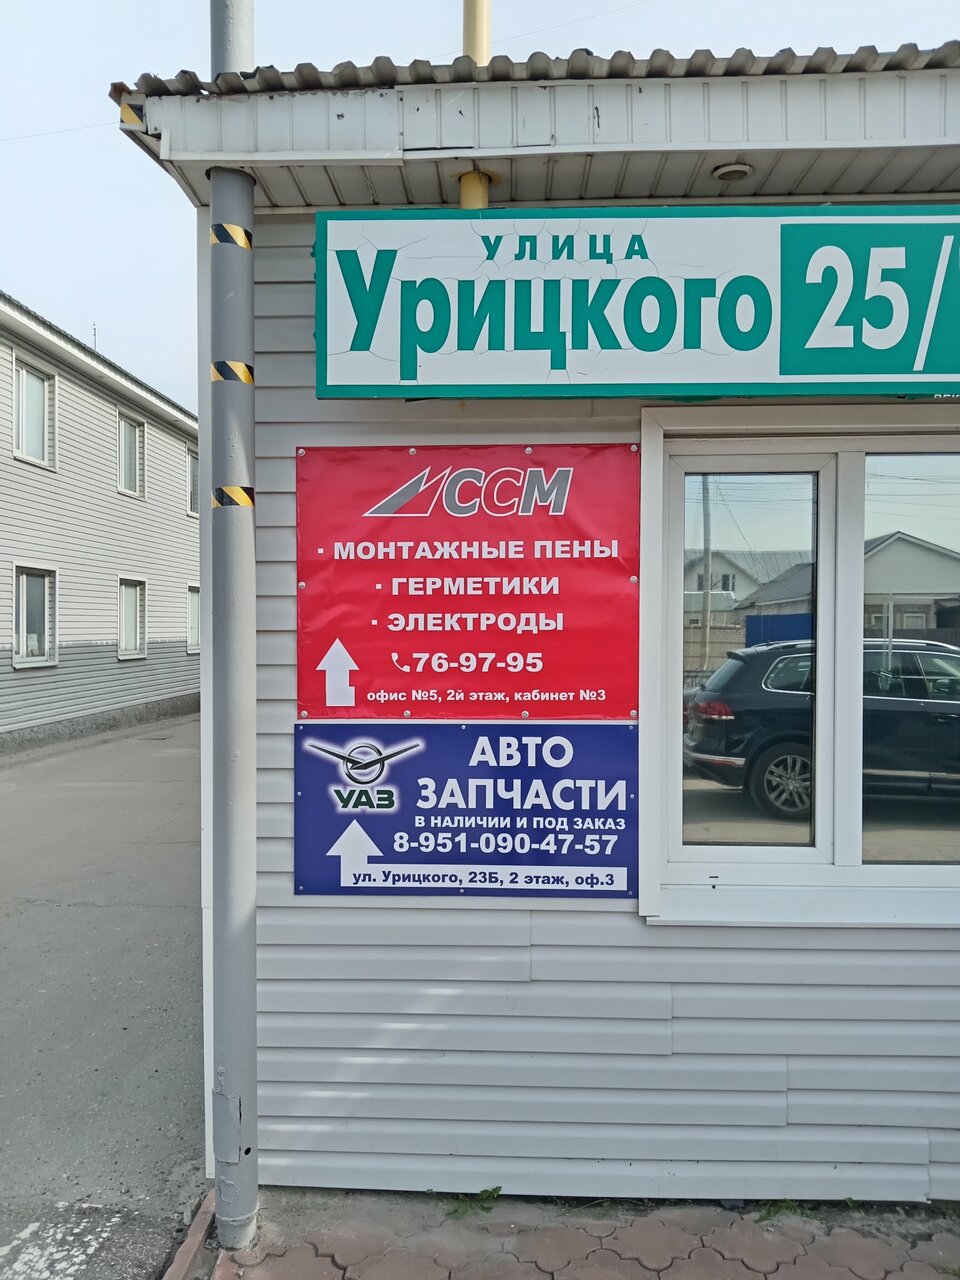 УЛИЦА
Урицкого 25/
ССМ
· МОНТАЖНЫЕ ПЕНЫ
· ГЕРМЕТИКИ
· ЭЛЕКТРОДЫ
76-97-95
офис №5, 2й этаж, кабинет №3
АВТО
ЗАПЧАСТИ
УАЗ
В НАЛИЧИИ И ПОД ЗАКАЗ
8-951-090-47-57
ул. Урицкого, 23Б, 2 этаж, оф.3